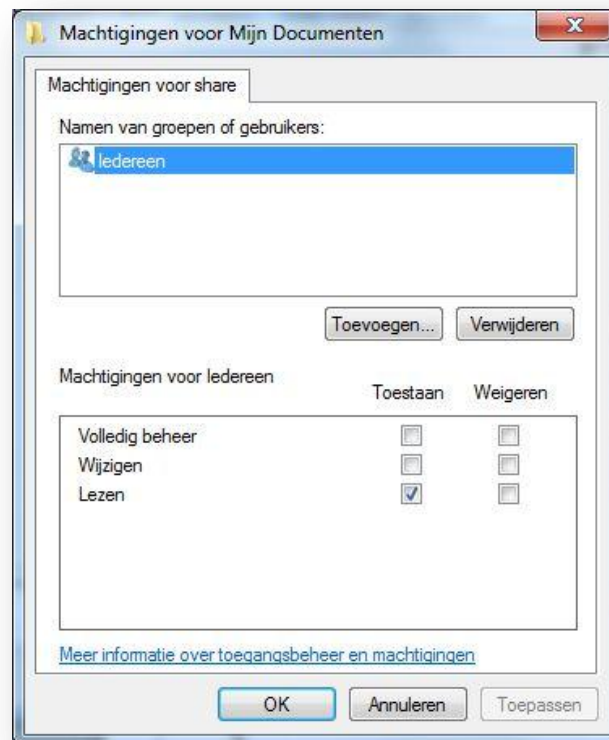 Machtigingen voor Mijn Documenten
Machtigingen voor share
Namen van groepen of gebruikers:
Iedereen
Toevoegen... Verwijderen
Machtigingen voor Iedereen Toestaan Weigeren
Volledig beheer
Wijzigen
Lezen
Meer informatie over toegangsbeheer en machtigingen
OK Annuleren Toepassen